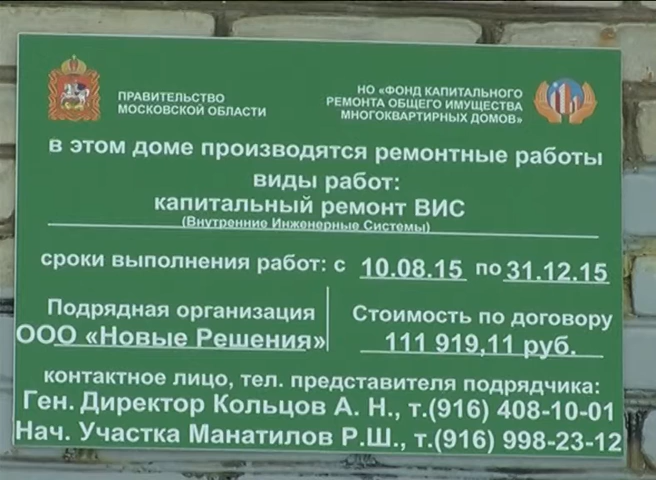 ПРАВИТЕЛЬСТВО
МОСКОВСКОЙ ОБЛАСТИ
НО «ФОНД КАПИТАЛЬНОГО
РЕМОНТА ОБЩЕГО ИМУЩЕСТВА
МНОГОКВАРТИРНЫХ ДОМОВ»
в этом доме производятся ремонтные работы
виды работ:
капитальный ремонт ВИС
(Внутренние Инженерные Системы)
сроки выполнения работ: с 10.08.15 по 31.12.15
Подрядная организация
ООО «Новые Решения»
Стоимость по договору
111 919,11 руб.
контактное лицо, тел. представителя подрядчика:
Ген. Директор Кольцов А. Н., т.(916) 408-10-01
Нач. Участка Манатилов Р.Ш., т.(916) 998-23-12